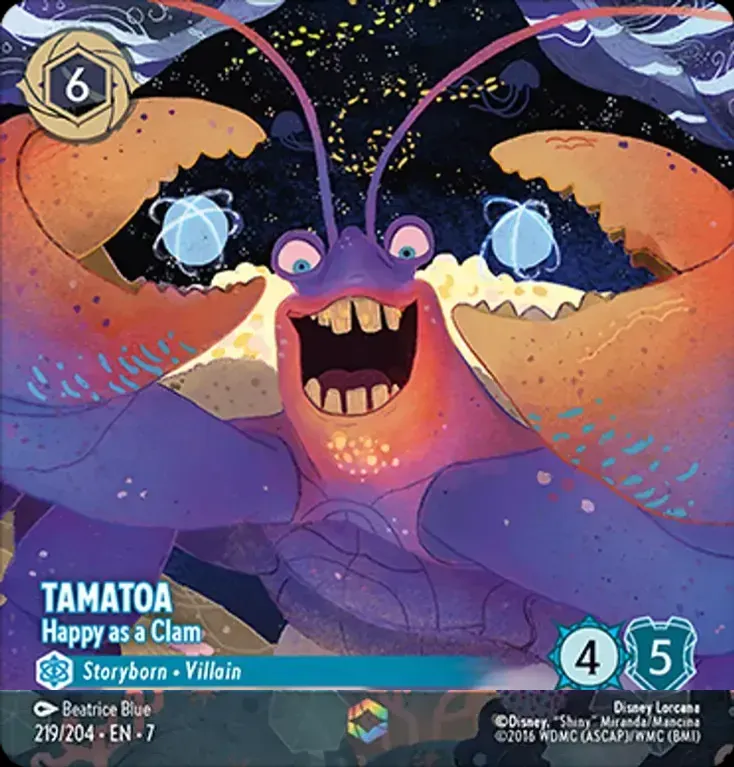 6
TAMATOA
Happy as a Clam
Storyborn • Villain
4 5
Beatrice Blue
219/204 • EN • 7
Disney Lorcana
©Disney, "Shiny" Miranda/Mancina
©2016 WDMC (ASCAP)/WMC (BMI)